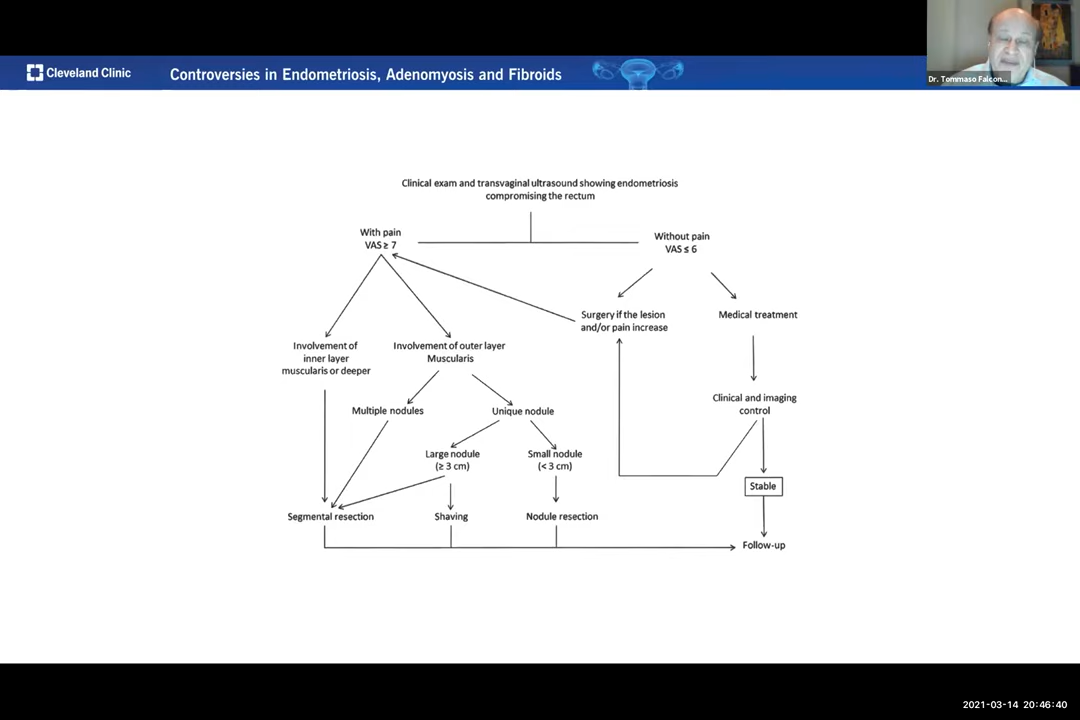 Cleveland Clinic
Controversies in Endometriosis, Adenomyosis and Fibroids
Dr. Tommaso Falcon...
Clinical exam and transvaginal ultrasound showing endometriosis
compromising the rectum
With pain
VAS ≥ 7
Without pain
VAS ≤ 6
Surgery if the lesion
and/or pain increase
Medical treatment
Involvement of
inner layer
muscularis or deeper
Involvement of outer layer
Muscularis
Clinical and imaging
control
Multiple nodules
Unique nodule
Large nodule
(≥ 3 cm)
Small nodule
(< 3 cm)
Stable
Segmental resection
Shaving
Nodule resection
Follow-up
2021-03-14 20:46:40